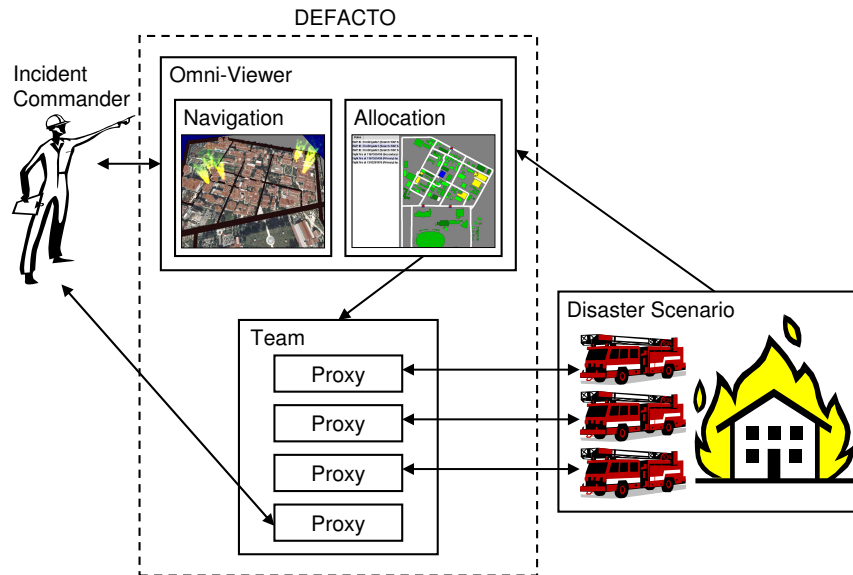 DEFACTO
Incident
Commander
Omni-Viewer
Navigation
Allocation
Team
Proxy
Proxy
Proxy
Proxy
Disaster Scenario